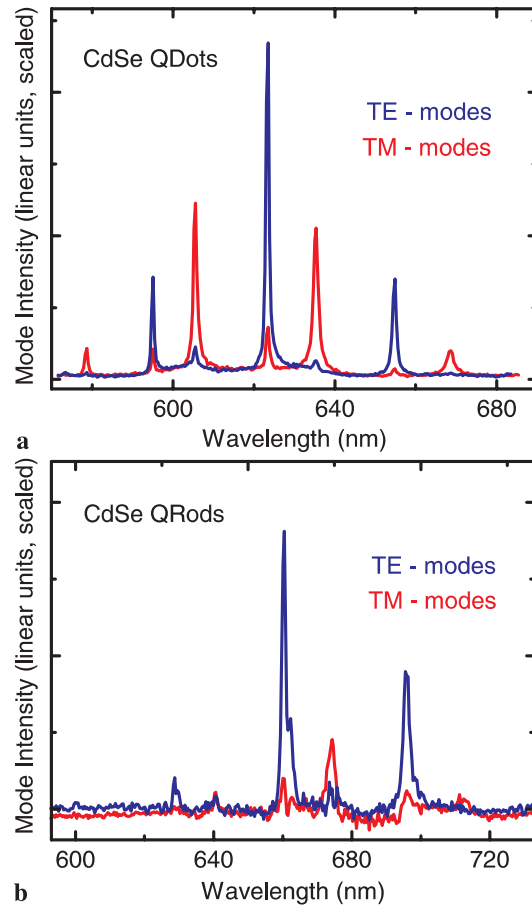 Mode Intensity (linear units, scaled)
CdSe QDots
TE - modes
TM - modes
600 640 680
Wavelength (nm)
a
Mode Intensity (linear units, scaled)
CdSe QRods
TE - modes
TM - modes
600 640 680 720
Wavelength (nm)
b